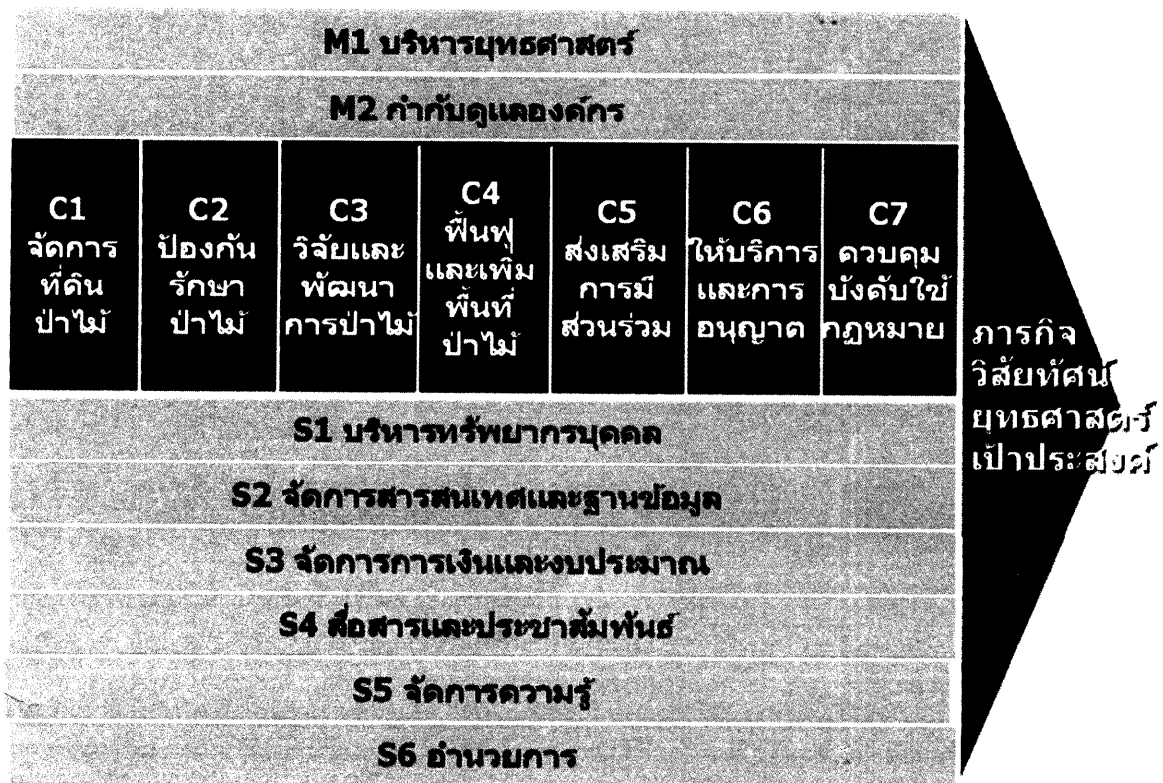 M1 บริหารยุทธศาสตร์
M2 กำกับดูแลองค์กร
C1
จัดการ
ที่ดิน
ป่าไม้
C2
ป้องกัน
รักษา
ป่าไม้
C3
วิจัยและ
พัฒนา
การป่าไม้
C4
ฟื้นฟู
และเพิ่ม
พื้นที่
ป่าไม้
C5
ส่งเสริม
การมี
ส่วนร่วม
C6
ให้บริการ
และการ
อนุญาต
C7
ควบคุม
บังคับใช้
กฎหมาย
ภารกิจ
วิสัยทัศน์
ยุทธศาสตร์
เป้าประสงค์
S1 บริหารทรัพยากรบุคคล
S2 จัดการสารสนเทศและฐานข้อมูล
S3 จัดการการเงินและงบประมาณ
S4 สื่อสารและประชาสัมพันธ์
S5 จัดการความรู้
S6 อำนวยการ